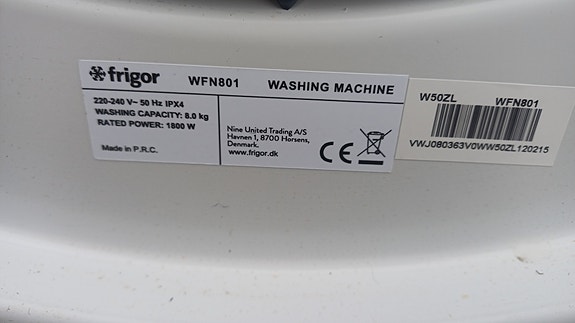 frigor WFN801 WASHING MACHINE
220-240 V~ 50 Hz IPX4
WASHING CAPACITY: 8.0 kg
RATED POWER: 1800 W
Made in P.R.C.
Nine United Trading A/S
Havnen 1, 8700 Horsens,
Denmark.
www.frigor.dk
CE
W50ZL WFN801
VWJ080363V0WW50ZL120215